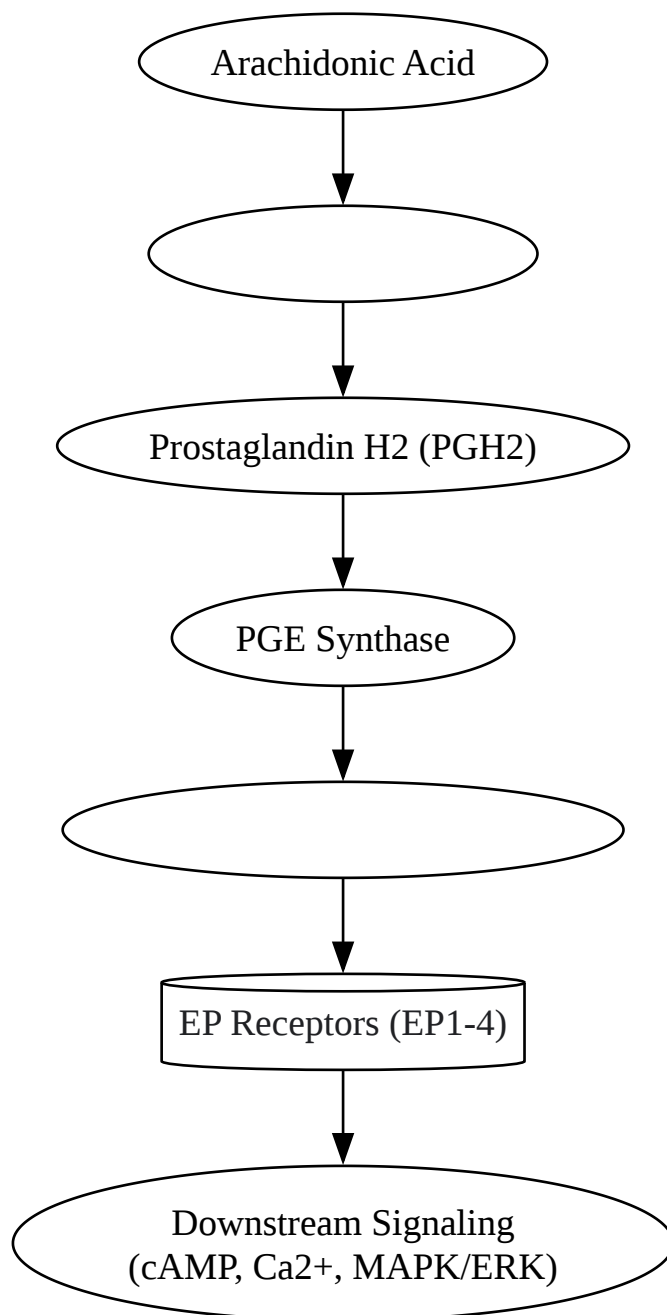 Arachidonic Acid
Prostaglandin H2 (PGH2)
PGE Synthase
EP Receptors (EP1-4)
Downstream Signaling
(cAMP, Ca2+, MAPK/ERK)